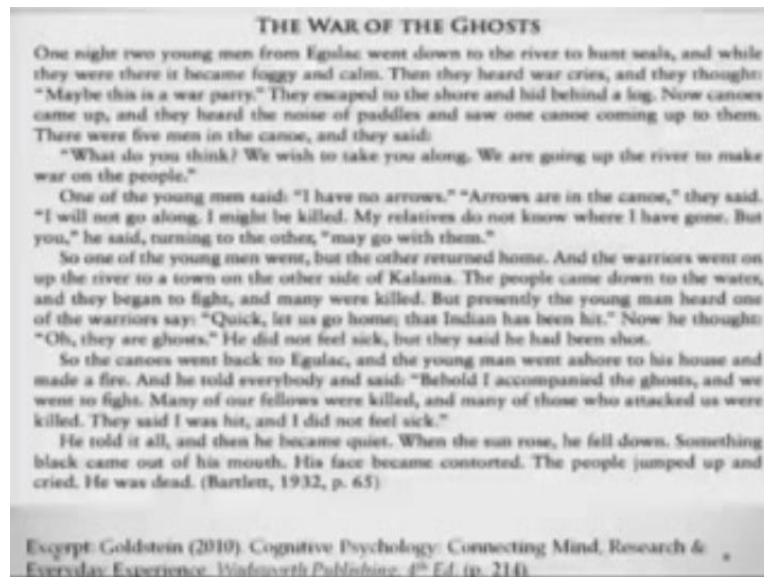 THE WAR OF THE GHOSTS
One night two young men from Egulac went down to the river to hunt seals, and while
they were there it became foggy and calm. Then they heard war cries, and they thought:
"Maybe this is a war party." They escaped to the shore and hid behind a log. Now canoes
came up, and they heard the noise of paddles and saw one canoe coming up to them.
There were five men in the canoe, and they said:
"What do you think? We wish to take you along. We are going up the river to make
war on the people."
One of the young men said: "I have no arrows." "Arrows are in the canoe," they said.
"I will not go along. I might be killed. My relatives do not know where I have gone. But
you," he said, turning to the other, "may go with them."
So one of the young men went, but the other returned home. And the warriors went on
up the river to a town on the other side of Kalama. The people came down to the water,
and they began to fight, and many were killed. But presently the young man heard one
of the warriors say: "Quick, let us go home; that Indian has been hit." Now he thought:
"Oh, they are ghosts." He did not feel sick, but they said he had been shot.
So the canoes went back to Egulac, and the young man went ashore to his house and
made a fire. And he told everybody and said: "Behold I accompanied the ghosts, and we
went to fight. Many of our fellows were killed, and many of those who attacked us were
killed. They said I was hit, and I did not feel sick."
He told it all, and then he became quiet. When the sun rose, he fell down. Something
black came out of his mouth. His face became contorted. The people jumped up and
cried. He was dead. (Bartlett, 1932, p. 65)
Excerpt: Goldstein (2010). Cognitive Psychology: Connecting Mind, Research &
Everyday Experience. Wadsworth Publishing. 4th Ed. (p. 214).